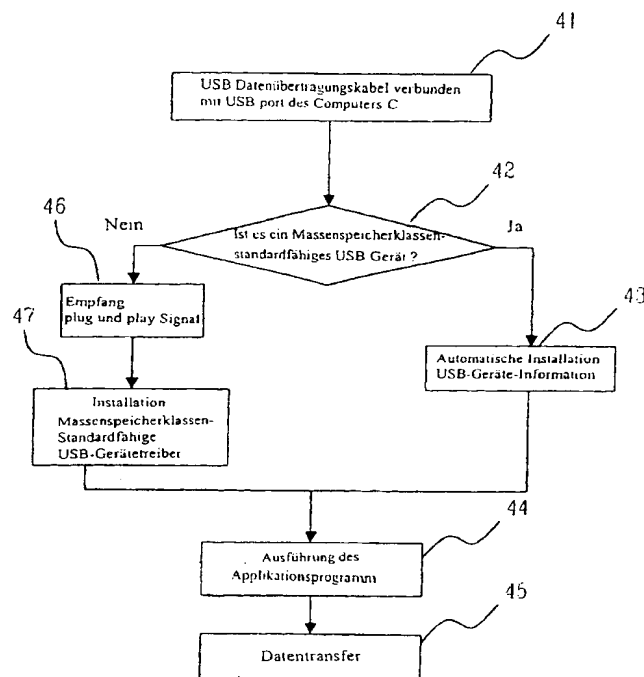 41
USB Datenübertragungskabel verbunden
mit USB port des Computers C
42
Nein
Ja
Ist es ein Massenspeicherklassen-
standardfähiges USB Gerät ?
46
Empfang
plug und play Signal
43
Automatische Installation
USB-Geräte-Information
47
Installation
Massenspeicherklassen-
Standardfähige
USB-Gerätetreiber
44
Ausführung des
Applikationsprogramm
45
Datentransfer